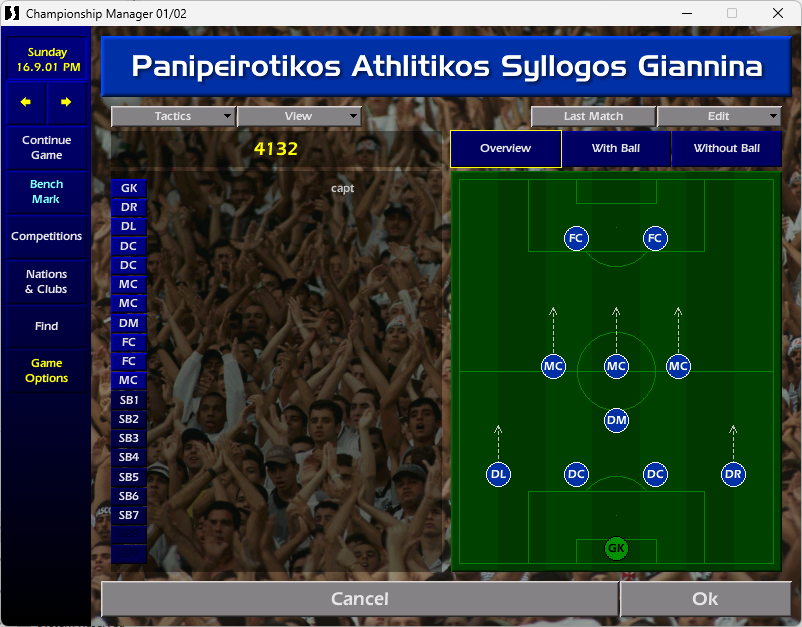 Championship Manager 01/02
Sunday
16.9.01 PM
Panipeirotikos Athlitikos Syllogos Giannina
Continue
Game
Bench
Mark
Competitions
Nations
& Clubs
Find
Game
Options
Tactics
View
Last Match
Edit
4132
Overview
With Ball
Without Ball
GK
capt
DR
DL
DC
DC
MC
MC
DM
FC
FC
MC
SB1
SB2
SB3
SB4
SB5
SB6
SB7
FC FC
MC MC MC
DM
DL DC DC DR
GK
Cancel
Ok